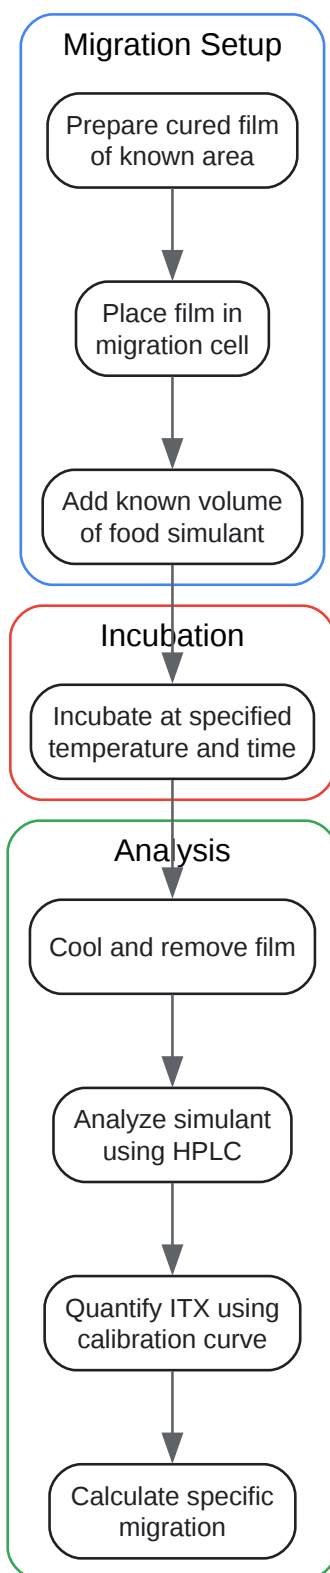 Migration Setup
Prepare cured film
of known area
Place film in
migration cell
Add known volume
of food simulant
Incubation
Incubate at specified
temperature and time
Analysis
Cool and remove film
Analyze simulant
using HPLC
Quantify ITX using
calibration curve
Calculate specific
migration